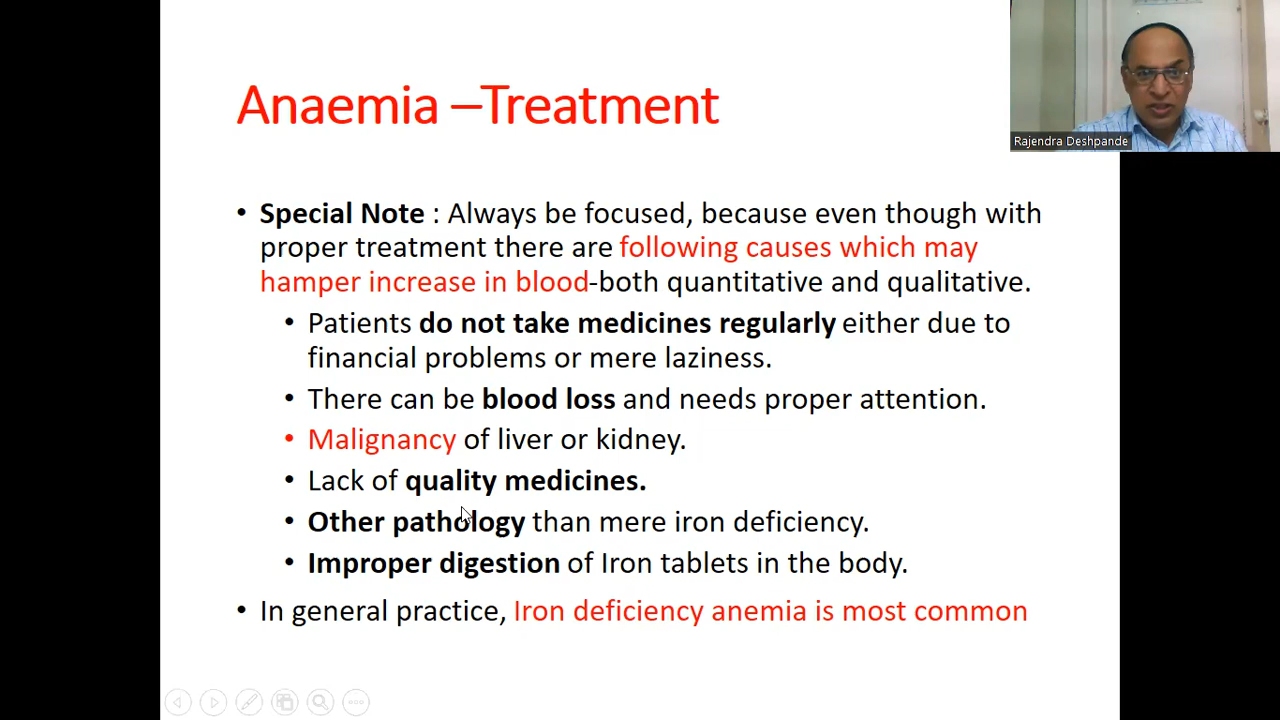 Anaemia –Treatment
Rajendra Deshpande
• Special Note : Always be focused, because even though with
proper treatment there are following causes which may
hamper increase in blood-both quantitative and qualitative.
• Patients do not take medicines regularly either due to
financial problems or mere laziness.
• There can be blood loss and needs proper attention.
• Malignancy of liver or kidney.
• Lack of quality medicines.
• Other pathology than mere iron deficiency.
• Improper digestion of Iron tablets in the body.
• In general practice, Iron deficiency anemia is most common